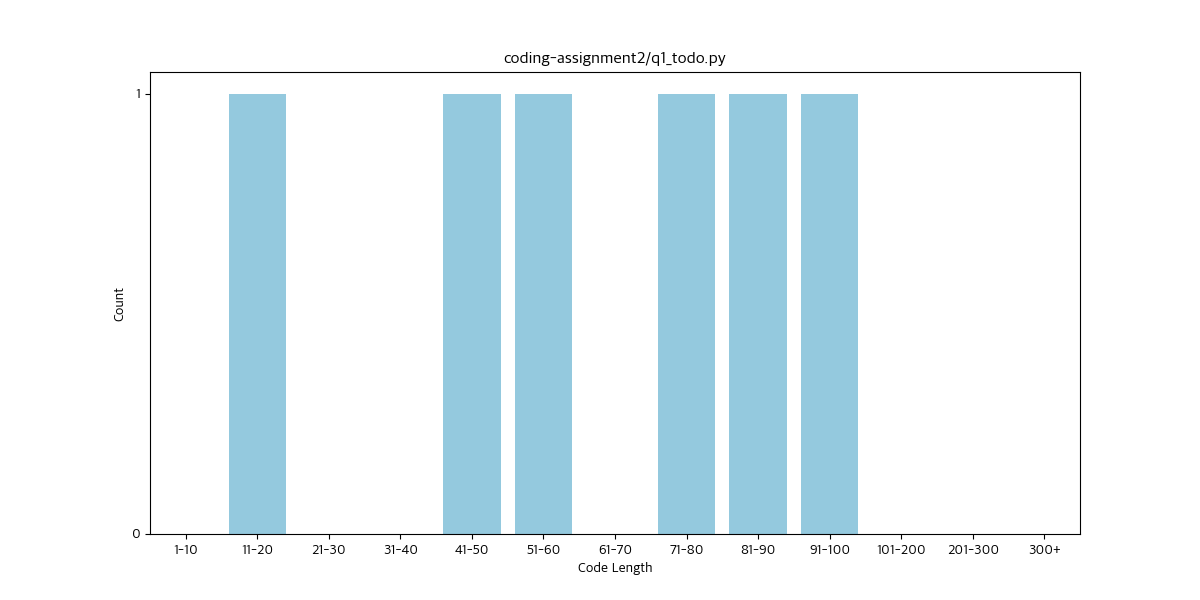 coding-assignment2/q1_todo.py
1
Count
0
1-10 11-20 21-30 31-40 41-50 51-60 61-70 71-80 81-90 91-100 101-200 201-300 300+
Code Length